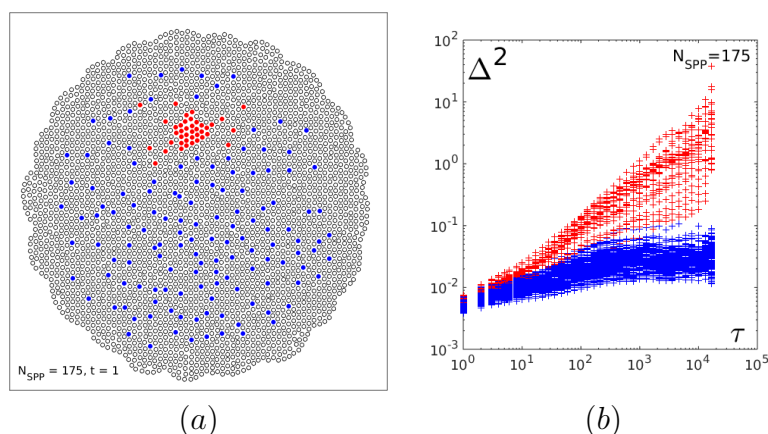 N_SPP = 175, t = 1
(a)
Δ^2
N_SPP=175
10^2
10^1
10^0
10^-1
10^-2
10^-3
10^0 10^1 10^2 10^3 10^4 10^5
τ
(b)